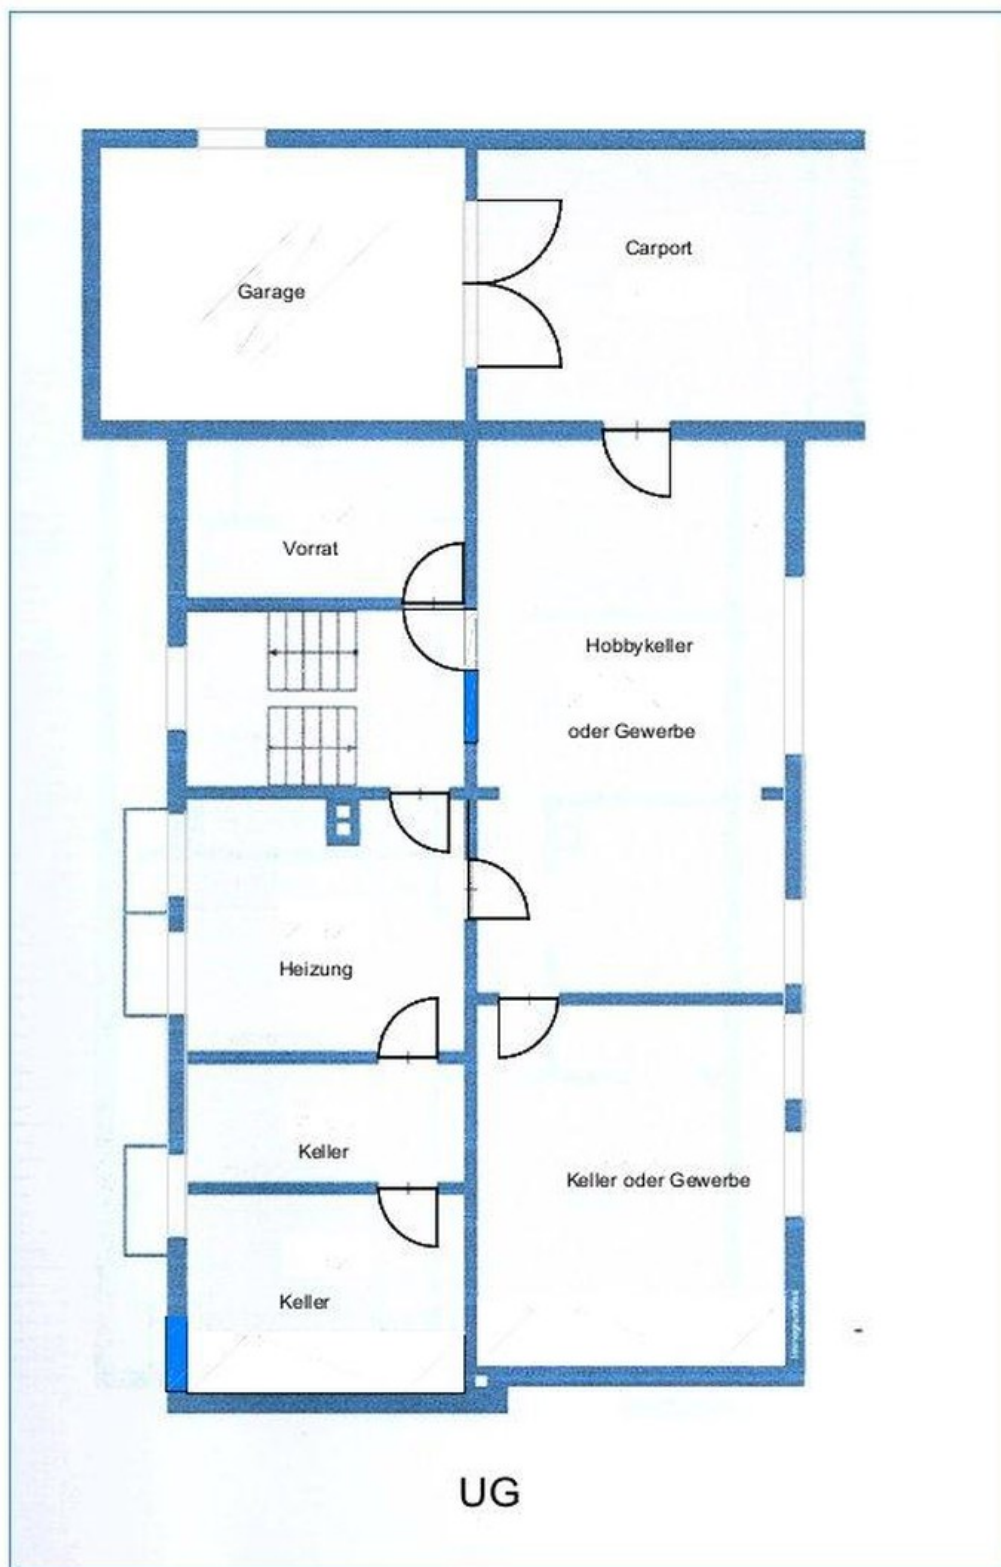 Carport
Garage
Vorrat
Hobbykeller
oder Gewerbe
Heizung
Keller
Keller oder Gewerbe
Keller
UG